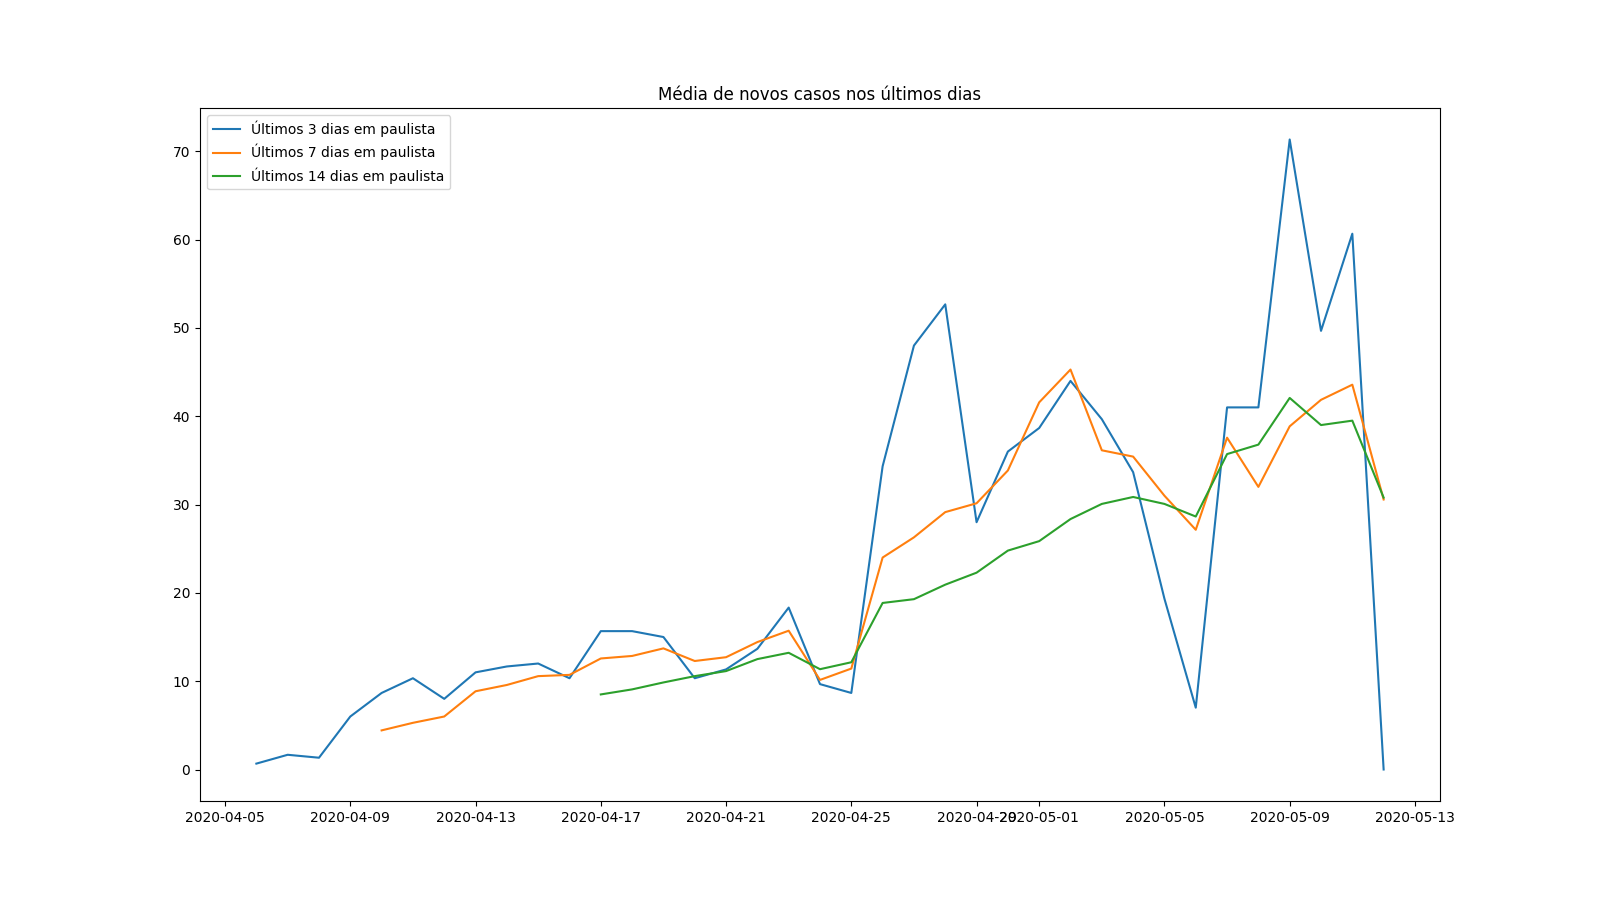 Média de novos casos nos últimos dias
Últimos 3 dias em paulista
Últimos 7 dias em paulista
Últimos 14 dias em paulista
70
60
50
40
30
20
10
0
2020-04-05 2020-04-09 2020-04-13 2020-04-17 2020-04-21 2020-04-25 2020-04-29 2020-05-01 2020-05-05 2020-05-09 2020-05-13